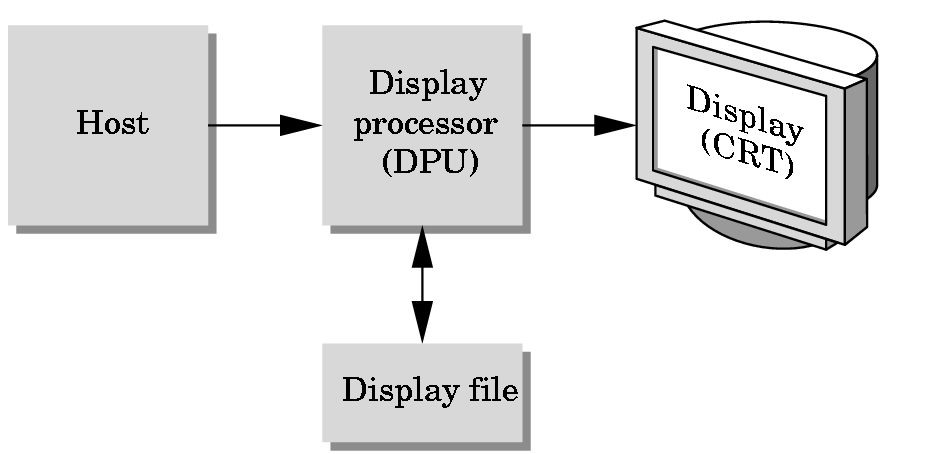 Host
Display
processor
(DPU)
Display
(CRT)
Display file